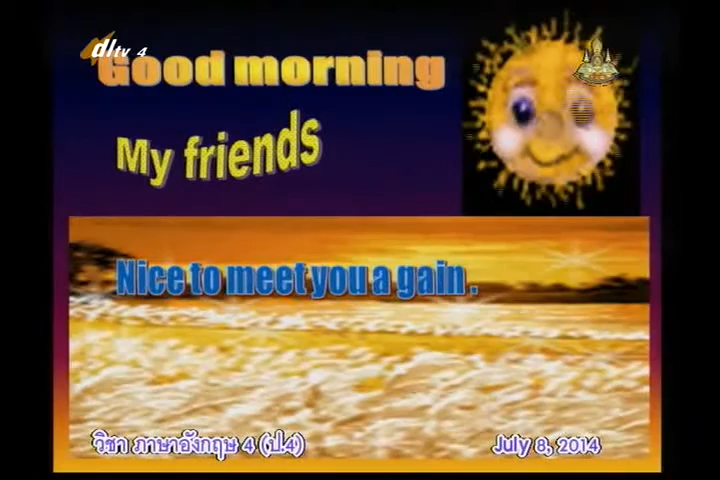 dltv 4
Good morning
My friends
Nice to meet you a gain .
วิชา ภาษาอังกฤษ 4 (ป.4)
July 8, 2014